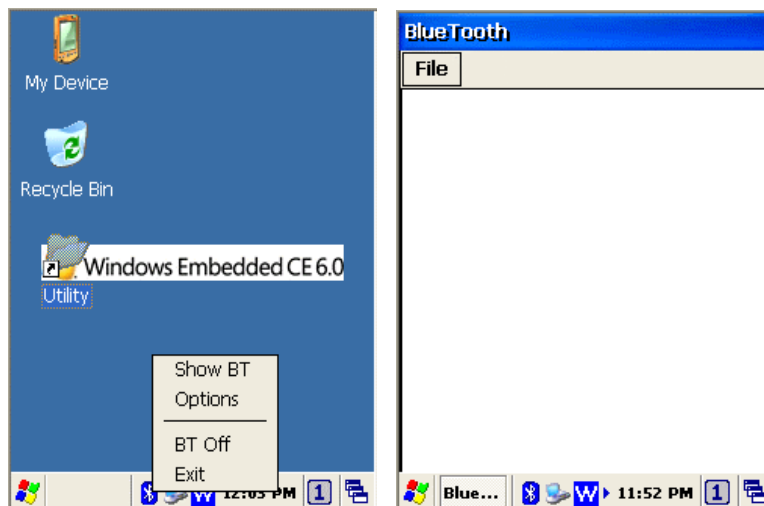 My Device
Recycle Bin
Windows Embedded CE 6.0
Utility
Show BT
Options
BT Off
Exit
W 12:03 PM 1
BlueTooth
File
Blue... W 11:52 PM 1